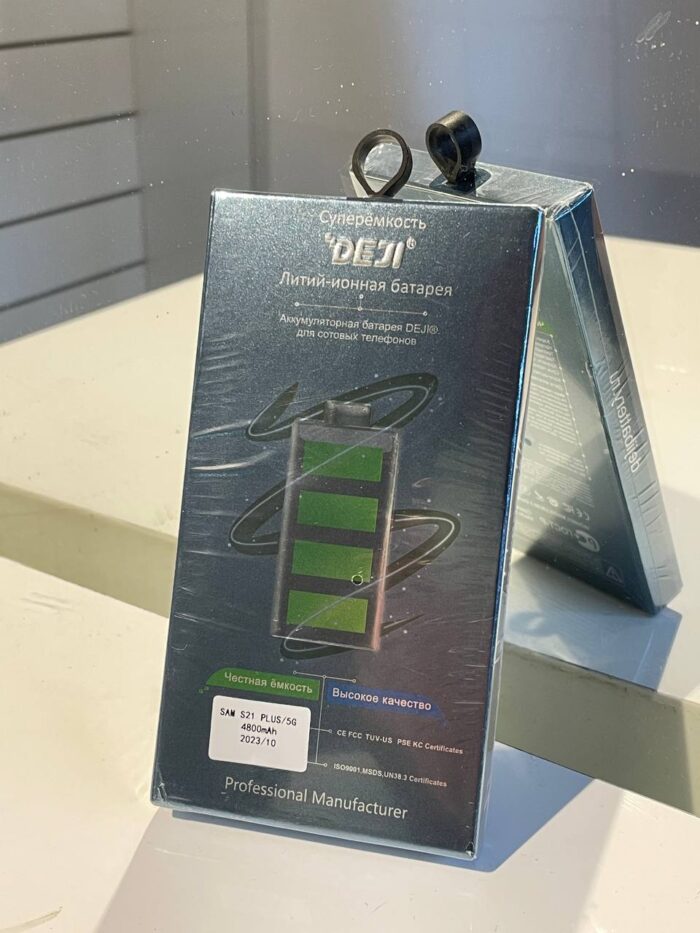 Суперёмкость
DEJI®
Литий-ионная батарея
Аккумуляторная батарея DEJI®
для сотовых телефонов
Честная ёмкость
Высокое качество
SAM S21 PLUS/5G
4800mAh
2023/10
CE FCC TUV-US PSE KC Certificates
ISO9001,MSDS,UN38.3 Certificates
Professional Manufacturer